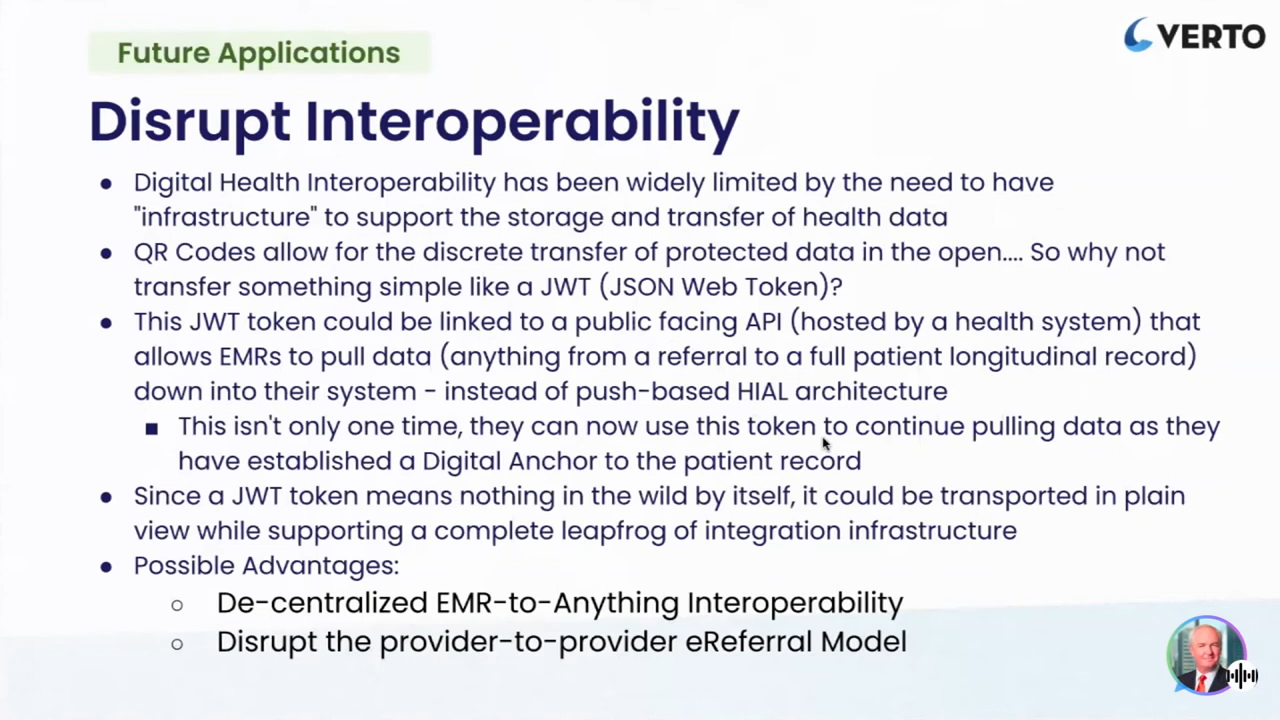 Future Applications
VERTO
Disrupt Interoperability
● Digital Health Interoperability has been widely limited by the need to have
"infrastructure" to support the storage and transfer of health data
● QR Codes allow for the discrete transfer of protected data in the open.... So why not
transfer something simple like a JWT (JSON Web Token)?
● This JWT token could be linked to a public facing API (hosted by a health system) that
allows EMRs to pull data (anything from a referral to a full patient longitudinal record)
down into their system - instead of push-based HIAL architecture
■ This isn't only one time, they can now use this token to continue pulling data as they
have established a Digital Anchor to the patient record
● Since a JWT token means nothing in the wild by itself, it could be transported in plain
view while supporting a complete leapfrog of integration infrastructure
● Possible Advantages:
○ De-centralized EMR-to-Anything Interoperability
○ Disrupt the provider-to-provider eReferral Model